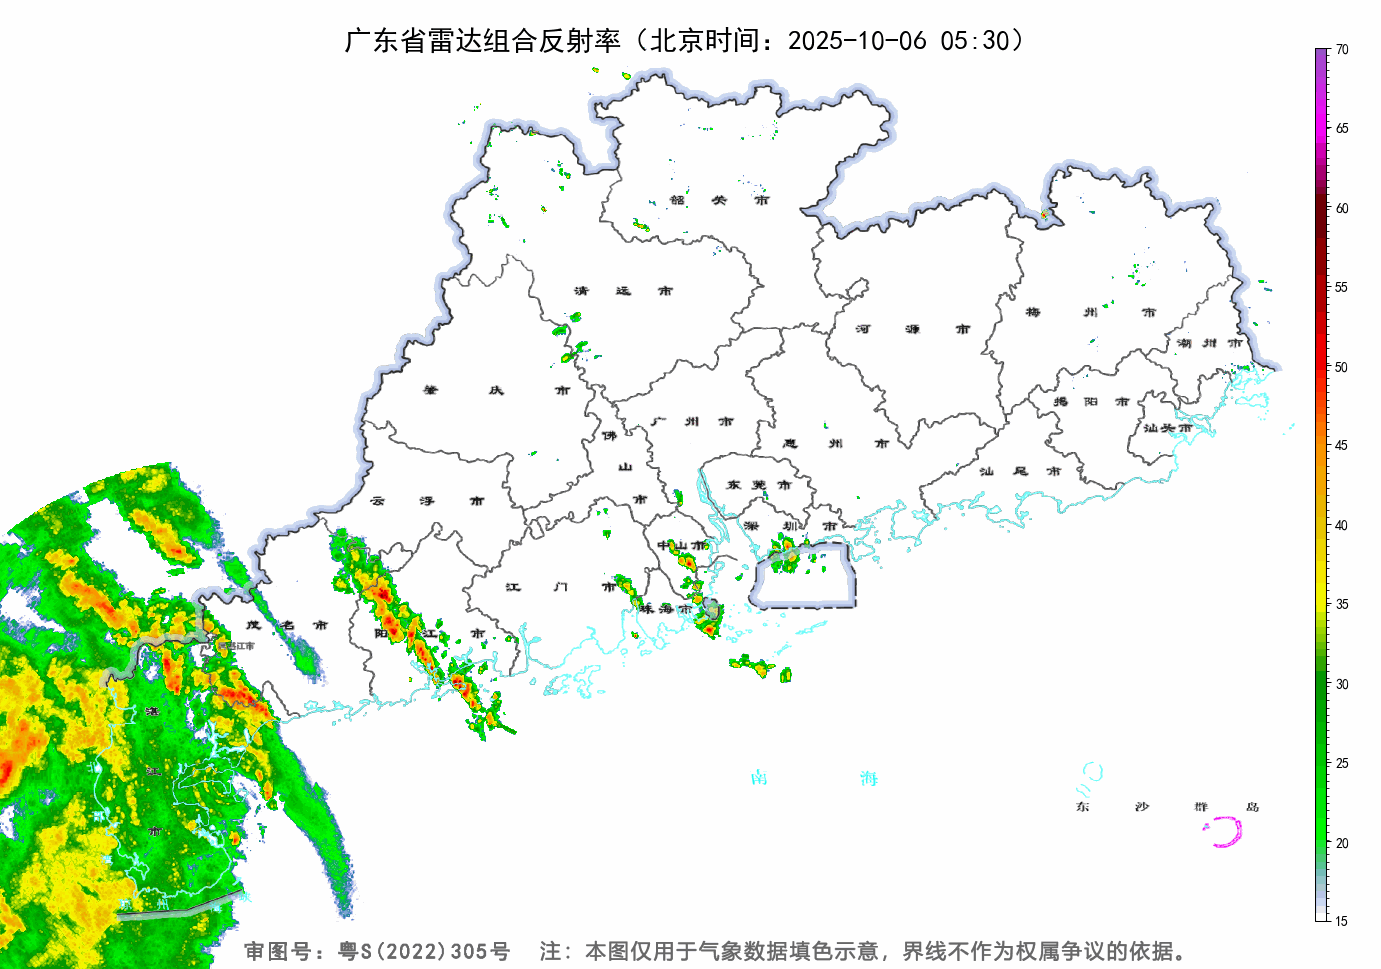 广东省雷达组合反射率（北京时间：2025-10-06 05:30）
70
65
60
55
50
45
40
35
30
25
20
15
韶 关 市
清 远 市
河 源 市
梅 州 市
潮 州 市
肇 庆 市
广 州 市
揭 阳 市
汕头市
佛 山 市
惠 州 市
汕 尾 市
云 浮 市
东 莞 市
深 圳 市
中山市
江 门 市
珠海市
茂 名 市
阳 江 市
湛 江 市
南 海
东 沙 群 岛
审图号：粤S(2022)305号 注：本图仅用于气象数据填色示意，界线不作为权属争议的依据。